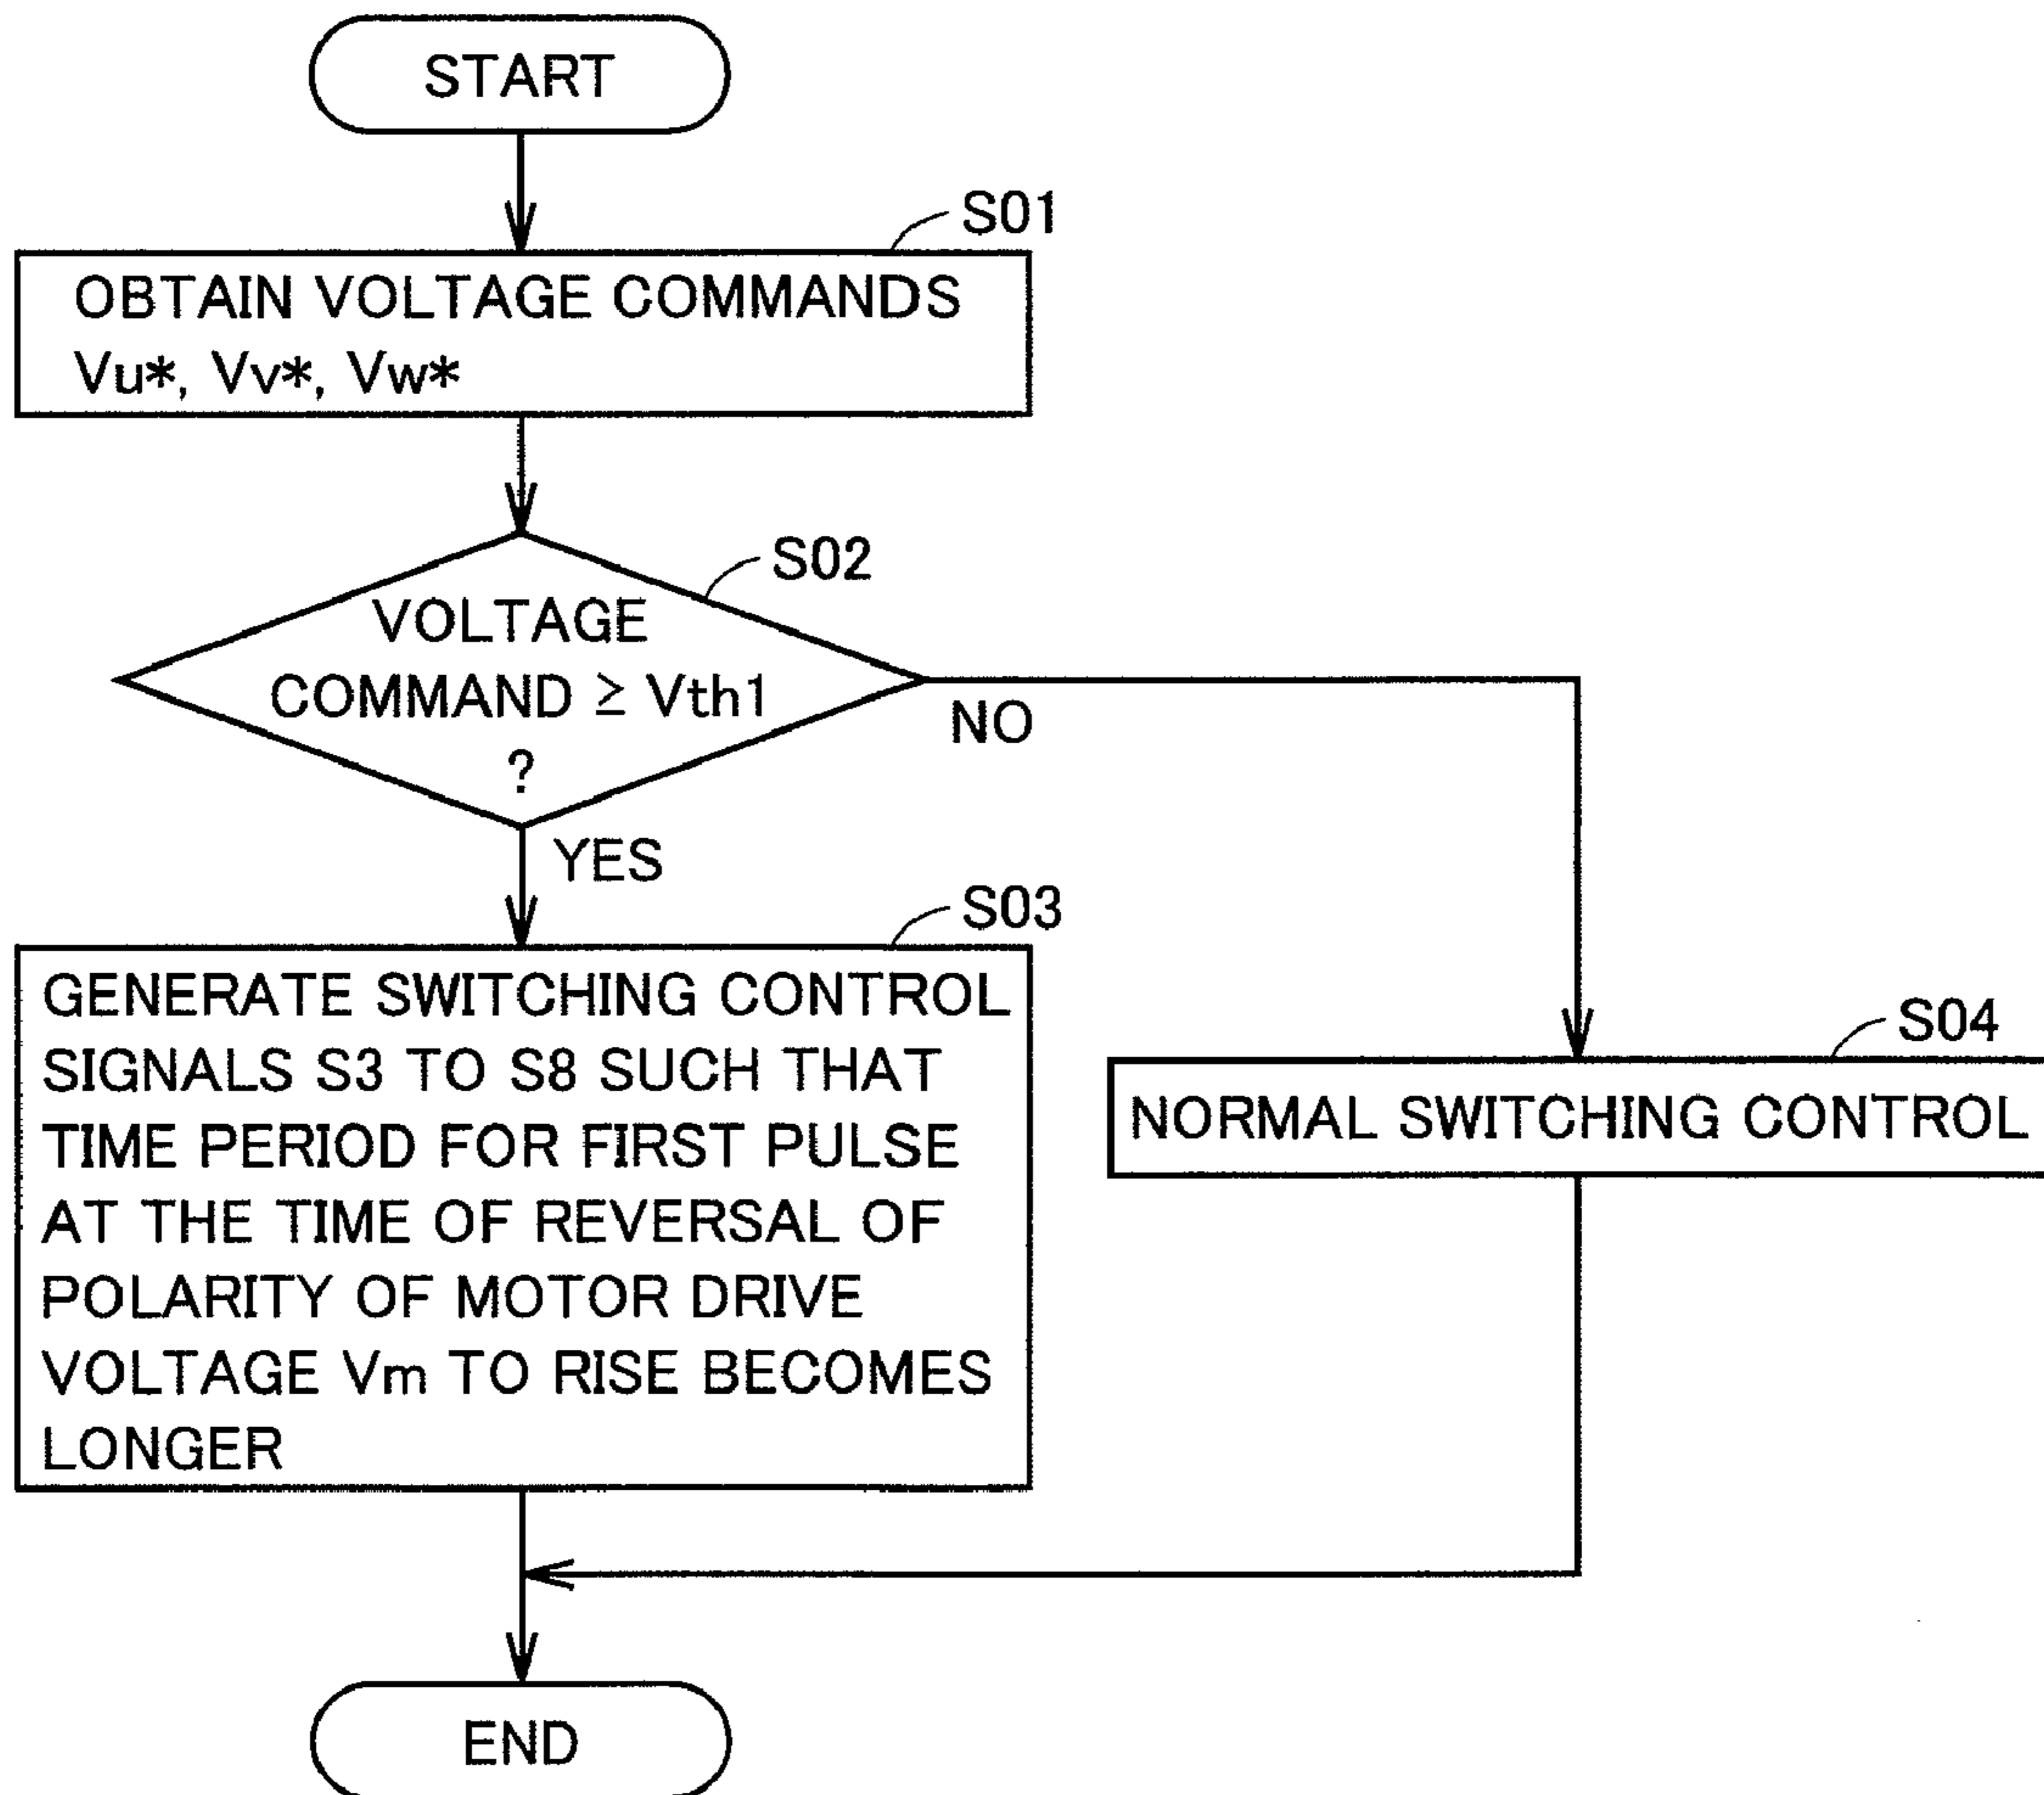 START
S01
OBTAIN VOLTAGE COMMANDS
Vu*, Vv*, Vw*
S02
VOLTAGE
COMMAND ≥ Vth1
?
NO
YES
S03
GENERATE SWITCHING CONTROL
SIGNALS S3 TO S8 SUCH THAT
TIME PERIOD FOR FIRST PULSE
AT THE TIME OF REVERSAL OF
POLARITY OF MOTOR DRIVE
VOLTAGE Vm TO RISE BECOMES
LONGER
S04
NORMAL SWITCHING CONTROL
END